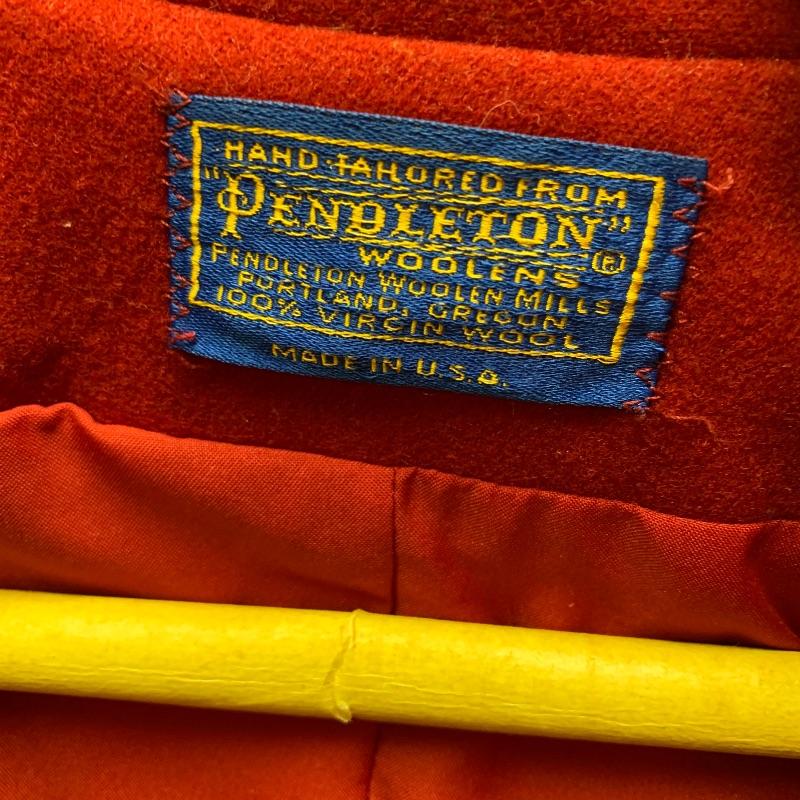 HAND-TAILORED FROM
"PENDLETON"®
WOOLENS
PENDLETON WOOLEN MILLS
PORTLAND, OREGON
100% VIRGIN WOOL
MADE IN U.S.A.